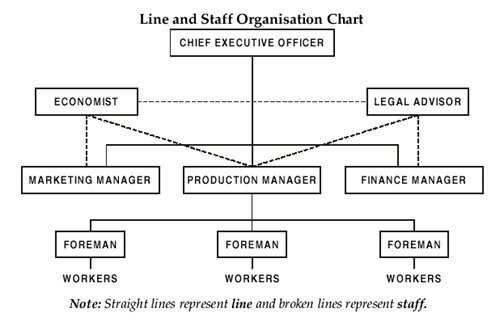 Line and Staff Organisation Chart
CHIEF EXECUTIVE OFFICER
ECONOMIST
LEGAL ADVISOR
MARKETING MANAGER
PRODUCTION MANAGER
FINANCE MANAGER
FOREMAN
FOREMAN
FOREMAN
WORKERS
WORKERS
WORKERS
Note: Straight lines represent line and broken lines represent staff.